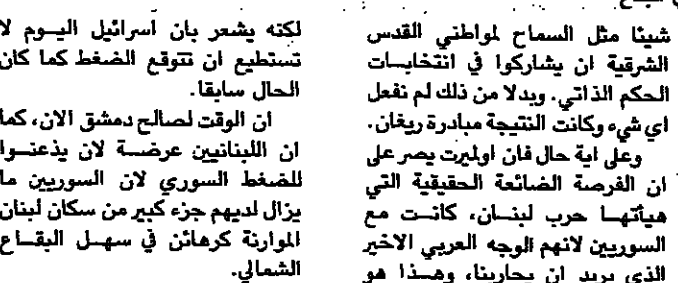 شيئا مثل السماح لمواطني القدس
الشرقية ان يشاركوا في انتخابات
الحكم الذاتي. وبدلا من ذلك لم نفعل
اي شيء وكانت النتيجة مبادرة ريغان.
وعلى اية حال فان اولمرت يصر على
ان الفرصة الضائعة الحقيقية التي
هيأتها حرب لبنان، كانت مع
السوريين لانهم الوجه العربي الاخير
الذي يريد ان يحاربنا، وهذا هو
لكنه يشعر بان اسرائيل اليوم لا
تستطيع ان تتوقع الضغط كما كان
الحال سابقا.
ان الوقت لصالح دمشق الان، كما
ان اللبنانيين عرضة لان يذعنوا
للضغط السوري لان السوريين ما
يزال لديهم جزء كبير من سكان لبنان
الموارنة كرهائن في سهل البقاع
الشمالي.